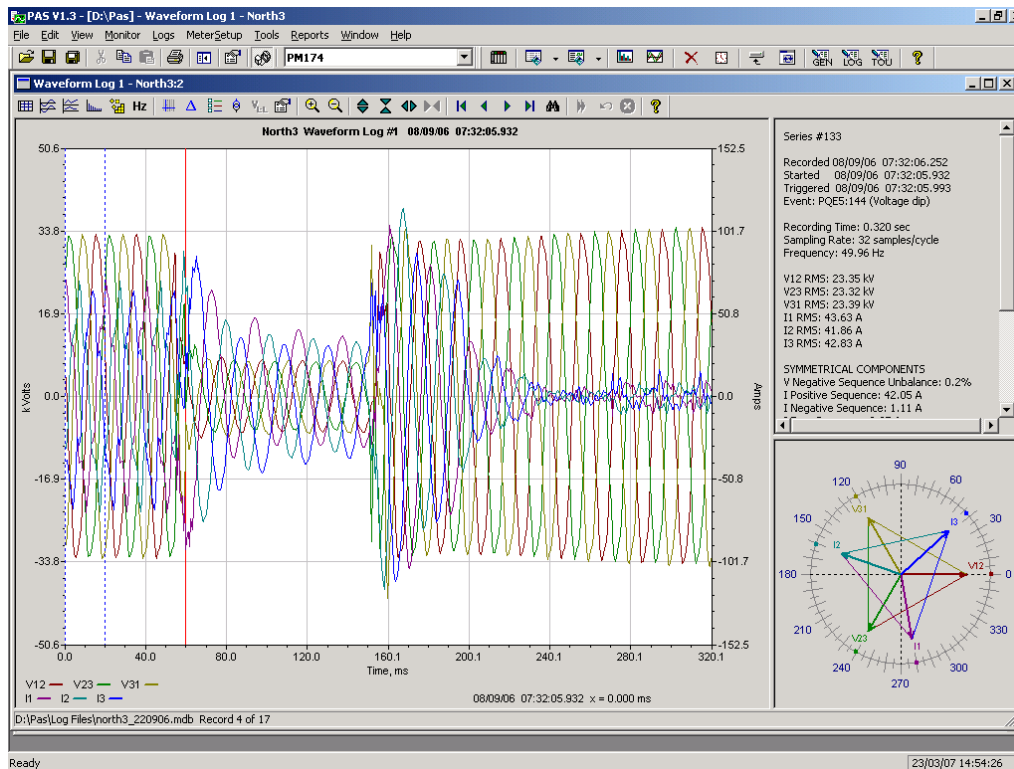 PAS V1.3 - [D:\Pas] - Waveform Log 1 - North3
File Edit View Monitor Logs MeterSetup Tools Reports Window Help
PM174
GEN LOG TOU
Waveform Log 1 - North3:2
Hz
North3 Waveform Log #1 08/09/06 07:32:05.932
50.6
33.8
16.9
0.0
-16.9
-33.8
-50.6
k Volts
152.5
101.7
50.8
0.0
-50.8
-101.7
-152.5
Amps
0.0 40.0 80.0 120.0 160.1 200.1 240.1 280.1 320.1
Time, ms
V12 V23 V31
I1 I2 I3
08/09/06 07:32:05.932 x = 0.000 ms
Series #133
Recorded 08/09/06 07:32:06.252
Started 08/09/06 07:32:05.932
Triggered 08/09/06 07:32:05.993
Event: PQE5:144 (Voltage dip)
Recording Time: 0.320 sec
Sampling Rate: 32 samples/cycle
Frequency: 49.96 Hz
V12 RMS: 23.35 kV
V23 RMS: 23.32 kV
V31 RMS: 23.39 kV
I1 RMS: 43.63 A
I2 RMS: 41.86 A
I3 RMS: 42.83 A
SYMMETRICAL COMPONENTS
V Negative Sequence Unbalance: 0.2%
I Positive Sequence: 42.05 A
I Negative Sequence: 1.11 A
90
120 60
V31
150 I3 30
I2
V12
180 0
210 V23 I1 330
240 300
270
D:\Pas\Log Files\north3_220906.mdb Record 4 of 17
Ready
23/03/07 14:54:26